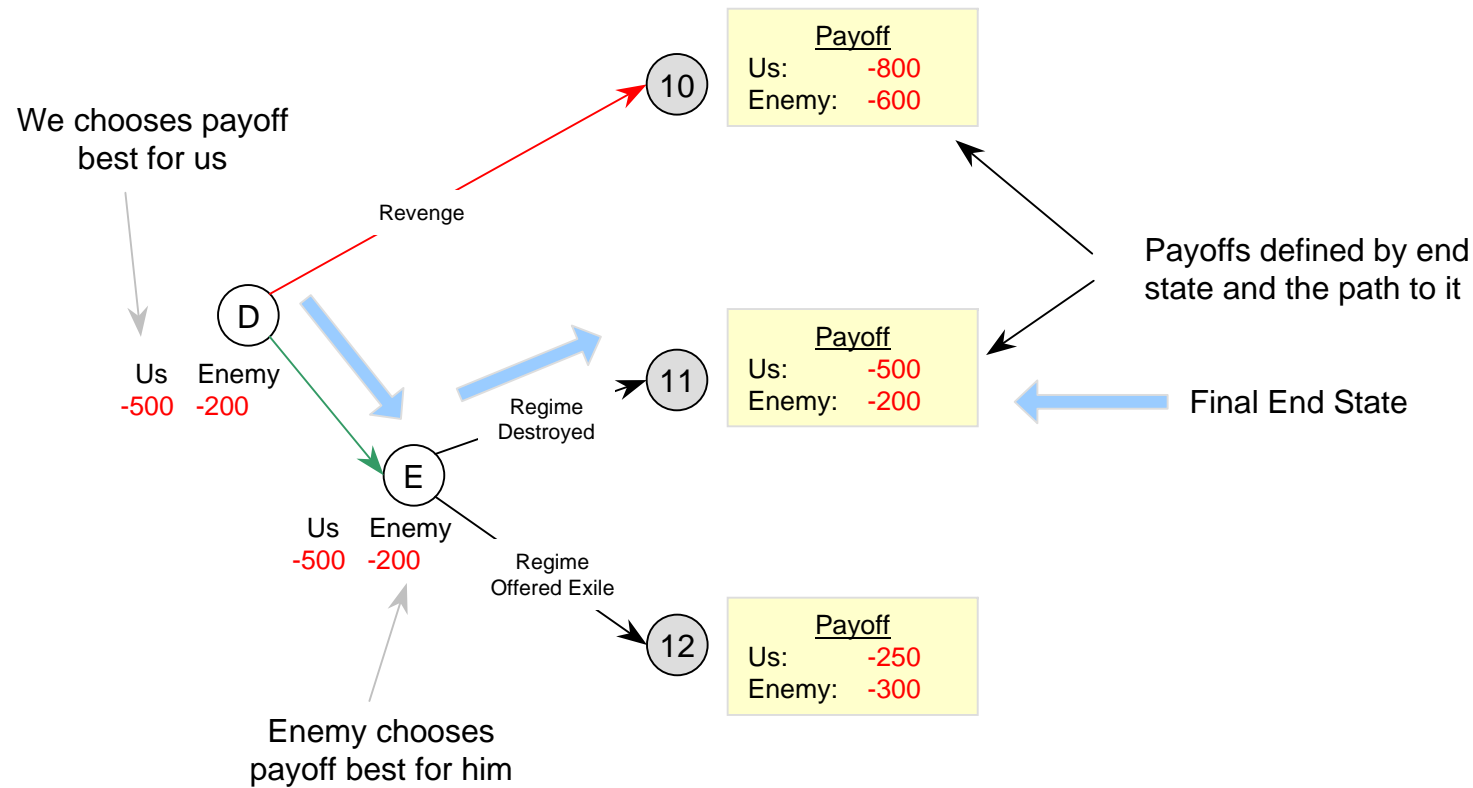 Payoff
Us: -800
Enemy: -600
10
We chooses payoff
best for us
Revenge
Payoffs defined by end
state and the path to it
D
Us Enemy
-500 -200
Payoff
Us: -500
Enemy: -200
11
Final End State
Regime
Destroyed
E
Us Enemy
-500 -200
Regime
Offered Exile
Payoff
Us: -250
Enemy: -300
12
Enemy chooses
payoff best for him